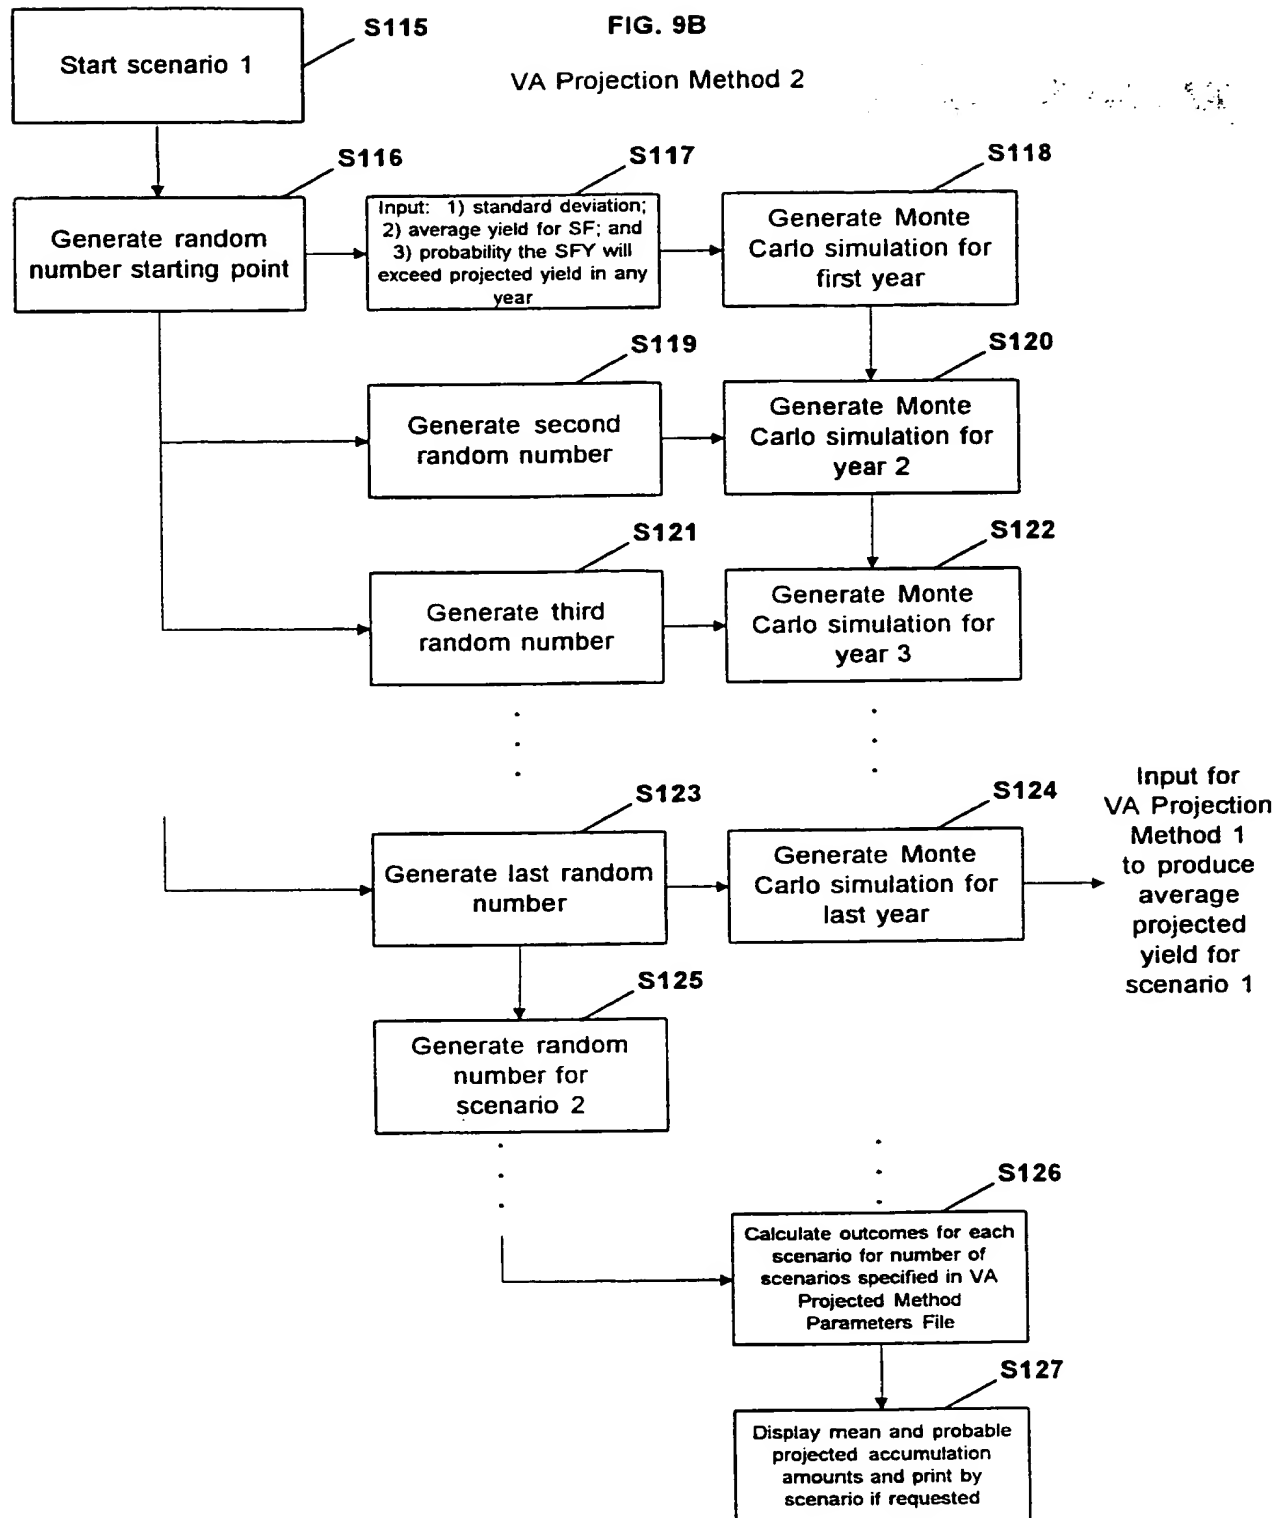 FIG. 9B
VA Projection Method 2
S115
Start scenario 1
S116
Generate random
number starting point
S117
Input: 1) standard deviation;
2) average yield for SF; and
3) probability the SFY will
exceed projected yield in any
year
S118
Generate Monte
Carlo simulation for
first year
S119
Generate second
random number
S120
Generate Monte
Carlo simulation for
year 2
S121
Generate third
random number
S122
Generate Monte
Carlo simulation for
year 3
S123
Generate last random
number
S124
Generate Monte
Carlo simulation for
last year
Input for
VA Projection
Method 1
to produce
average
projected
yield for
scenario 1
S125
Generate random
number for
scenario 2
S126
Calculate outcomes for each
scenario for number of
scenarios specified in VA
Projected Method
Parameters File
S127
Display mean and probable
projected accumulation
amounts and print by
scenario if requested